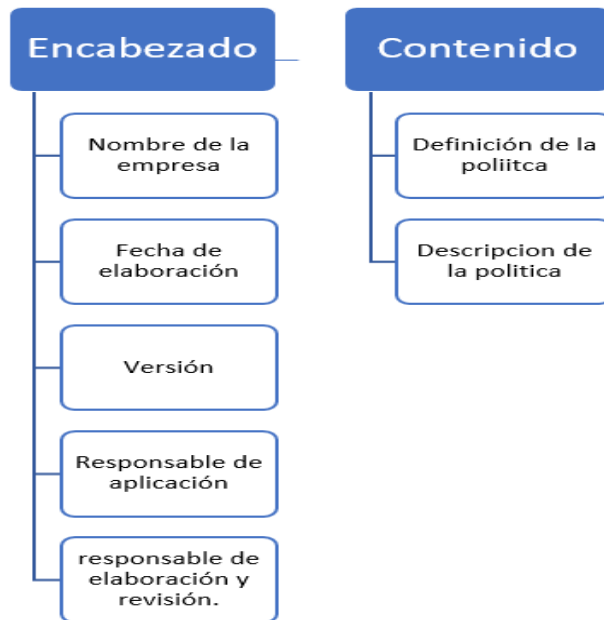 Encabezado
Nombre de la
empresa
Fecha de
elaboración
Versión
Responsable de
aplicación
responsable de
elaboración y
revisión.
Contenido
Definición de la
poliitca
Descripcion de
la politica